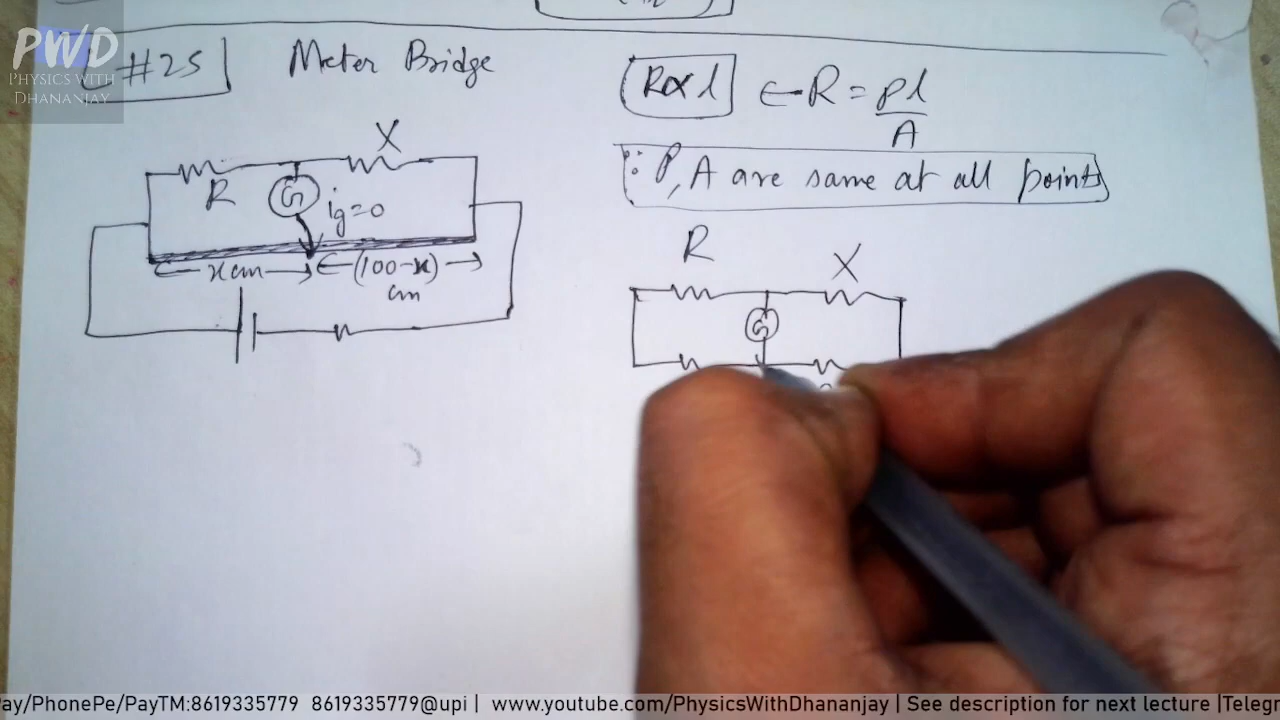 PWD
PHYSICS WITH
DHANANJAY
#25
Meter Bridge
R∝l ← R = ρl/A
∵ ρ, A are same at all points
X
R
G
ig=0
x cm
(100-x)
cm
R
X
G
Pay/PhonePe/PayTM:8619335779 8619335779@upi | www.youtube.com/PhysicsWithDhananjay | See description for next lecture |Telegr